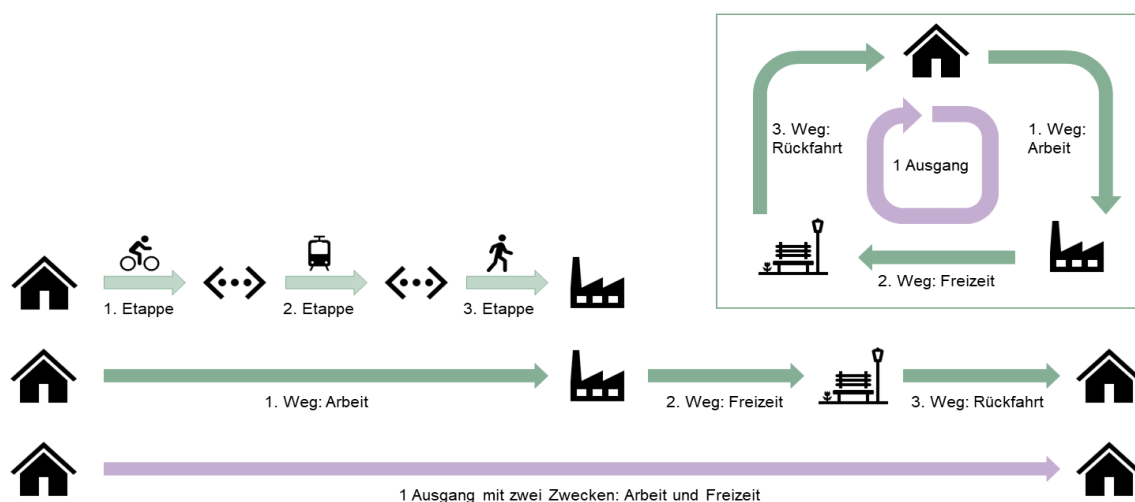 3. Weg:
Rückfahrt
1. Weg:
Arbeit
1 Ausgang
2. Weg: Freizeit
1. Etappe
2. Etappe
3. Etappe
1. Weg: Arbeit
2. Weg: Freizeit
3. Weg: Rückfahrt
1 Ausgang mit zwei Zwecken: Arbeit und Freizeit